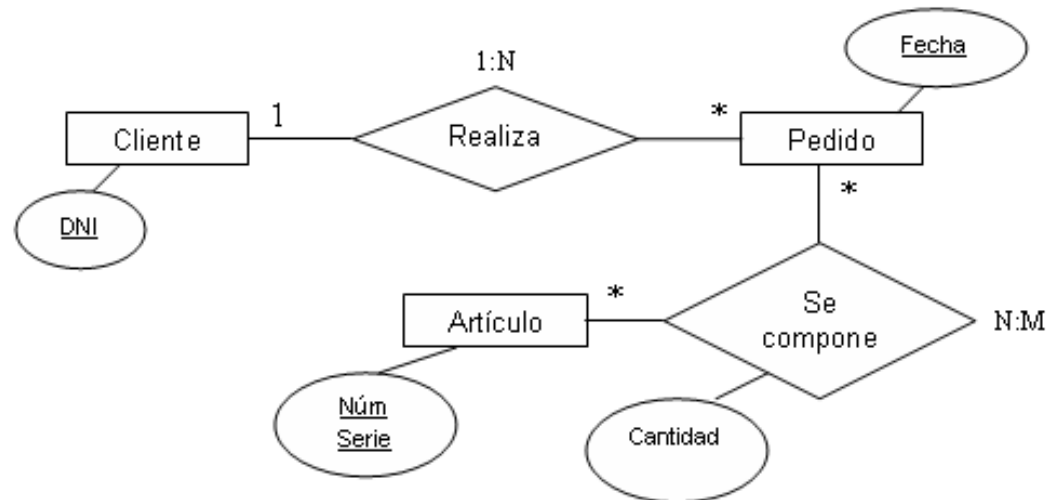 Fecha
1:N
Cliente
1
Realiza
*
Pedido
*
DNI
Artículo
*
Se
compone
N:M
Núm
Serie
Cantidad